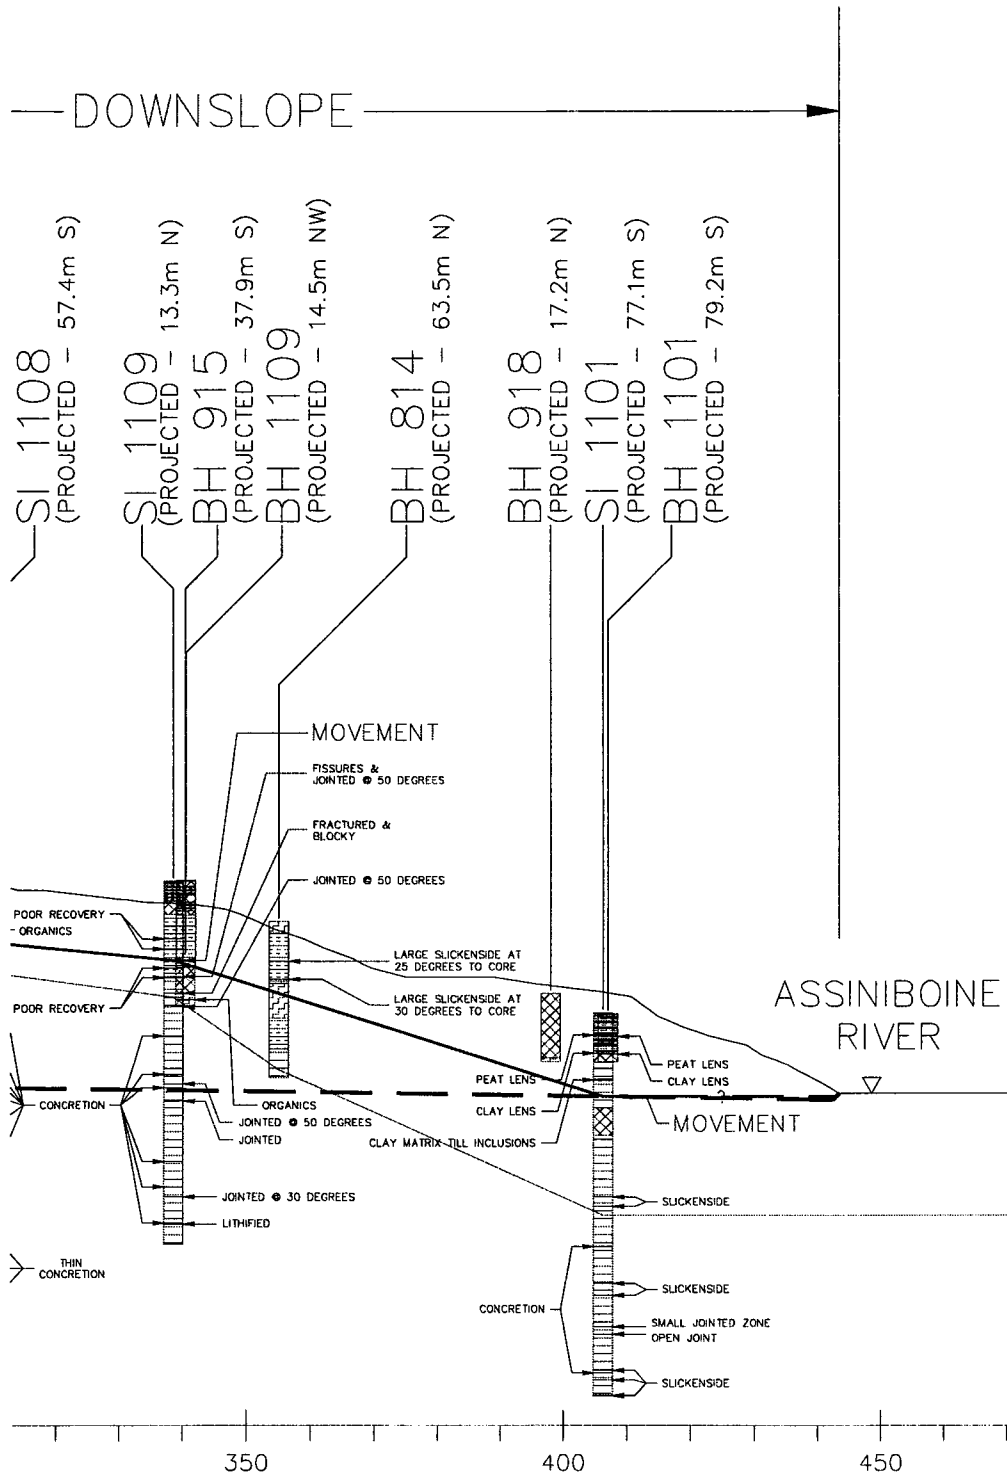 DOWNSLOPE
SI 1108
(PROJECTED - 57.4m S)
SI 1109
(PROJECTED - 13.3m N)
BH 915
(PROJECTED - 37.9m S)
BH 1109
(PROJECTED - 14.5m NW)
BH 814
(PROJECTED - 63.5m N)
BH 918
(PROJECTED - 17.2m N)
SI 1101
(PROJECTED - 77.1m S)
BH 1101
(PROJECTED - 79.2m S)
MOVEMENT
FISSURES &
JOINTED @ 50 DEGREES
FRACTURED &
BLOCKY
JOINTED @ 50 DEGREES
POOR RECOVERY
ORGANICS
POOR RECOVERY
LARGE SLICKENSIDE AT
25 DEGREES TO CORE
LARGE SLICKENSIDE AT
30 DEGREES TO CORE
ASSINIBOINE
RIVER
PEAT LENS
PEAT LENS
CLAY LENS
CLAY LENS
?
CONCRETION
ORGANICS
JOINTED @ 50 DEGREES
JOINTED
CLAY MATRIX TILL INCLUSIONS
MOVEMENT
JOINTED @ 30 DEGREES
LITHIFIED
SLICKENSIDE
THIN
CONCRETION
SLICKENSIDE
CONCRETION
SMALL JOINTED ZONE
OPEN JOINT
SLICKENSIDE
350
400
450